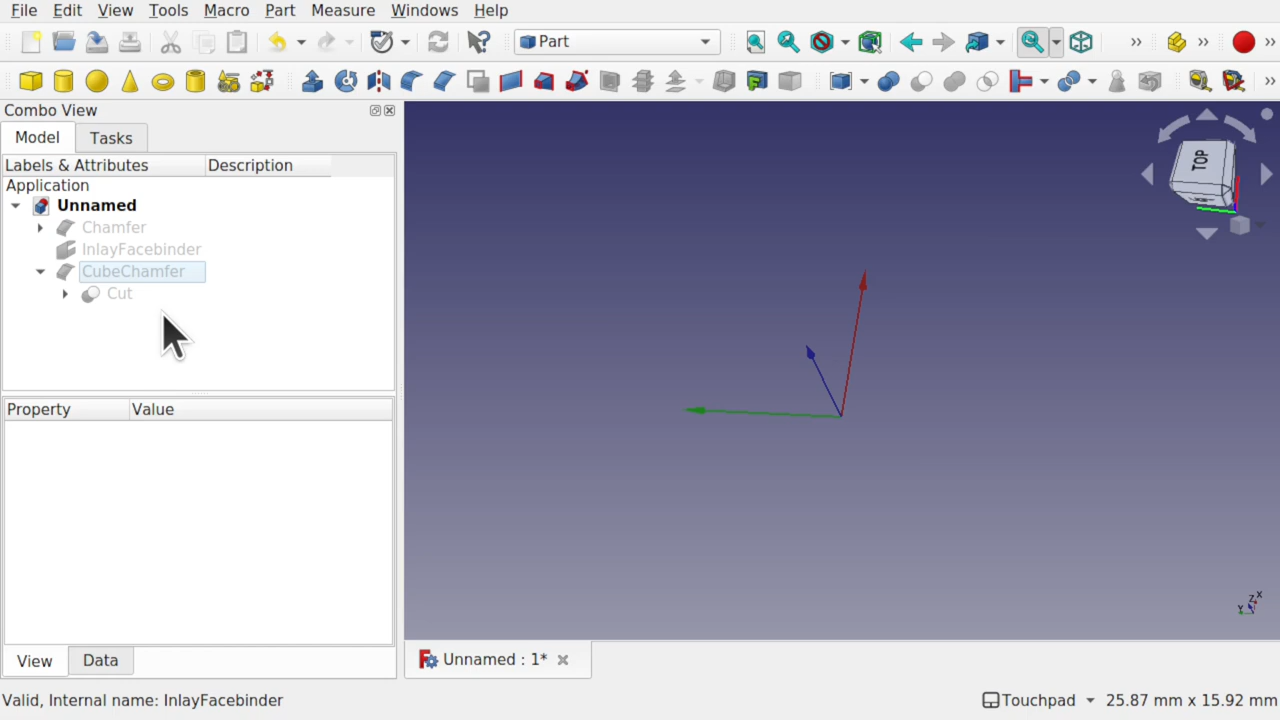 File Edit View Tools Macro Part Measure Windows Help
Part
Combo View
Model Tasks
Labels & Attributes Description
Application
Unnamed
Chamfer
InlayFacebinder
CubeChamfer
Cut
Property Value
View Data
TOP
X
Z
Y
Unnamed : 1*
Valid, Internal name: InlayFacebinder
Touchpad 25.87 mm x 15.92 mm